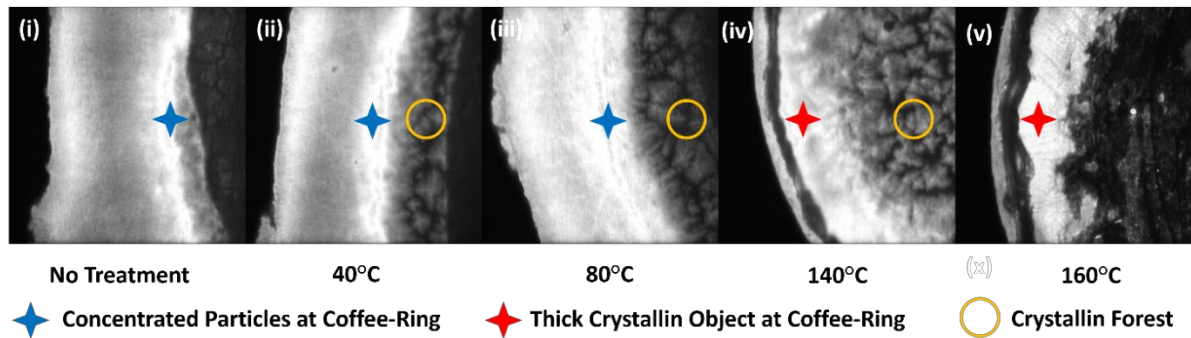 (i) (ii) (iii) (iv) (v)
No Treatment 40°C 80°C 140°C (x) 160°C
Concentrated Particles at Coffee-Ring Thick Crystallin Object at Coffee-Ring Crystallin Forest